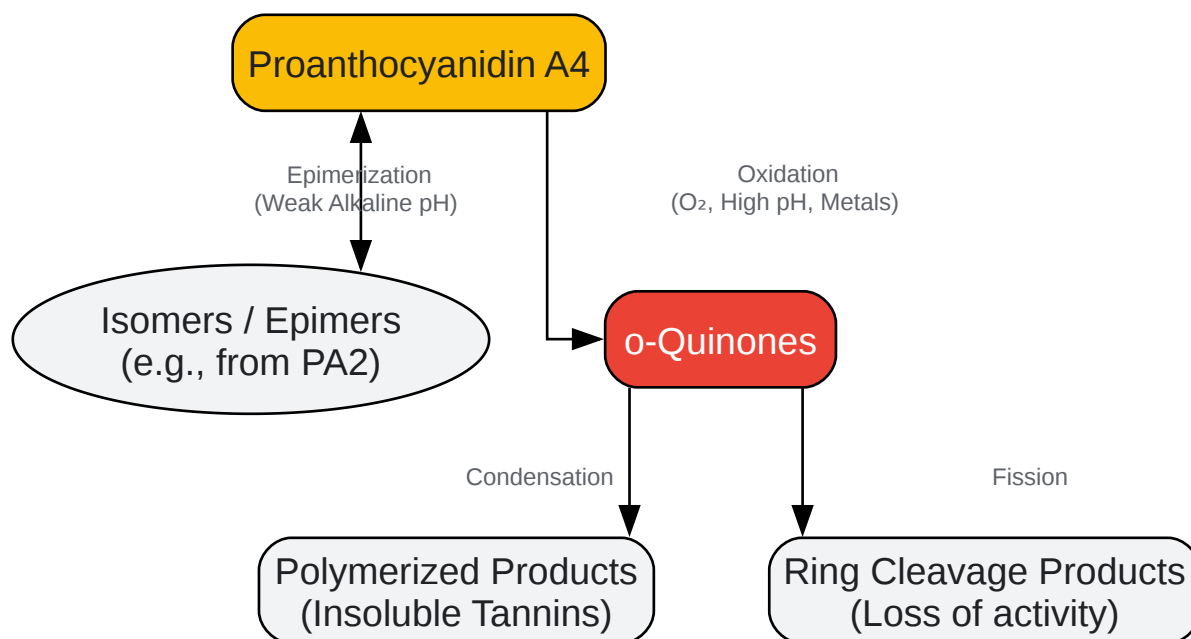 Proanthocyanidin A4
Epimerization
(Weak Alkaline pH)
Oxidation
(O₂, High pH, Metals)
Isomers / Epimers
(e.g., from PA2)
o-Quinones
Condensation
Fission
Polymerized Products
(Insoluble Tannins)
Ring Cleavage Products
(Loss of activity)